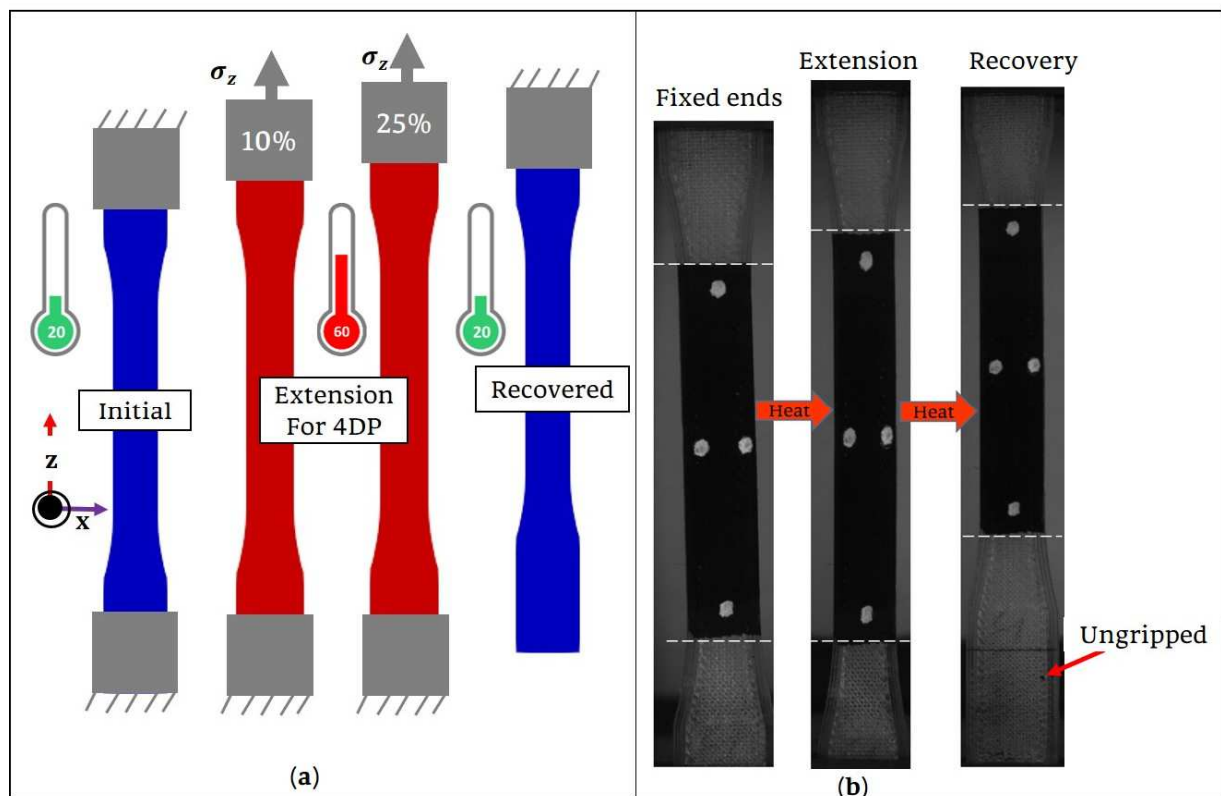 σz
σz
10%
25%
20
60
20
Initial
Extension
For 4DP
Recovered
z
x
(a)
Fixed ends
Extension
Recovery
Heat
Heat
Ungripped
(b)